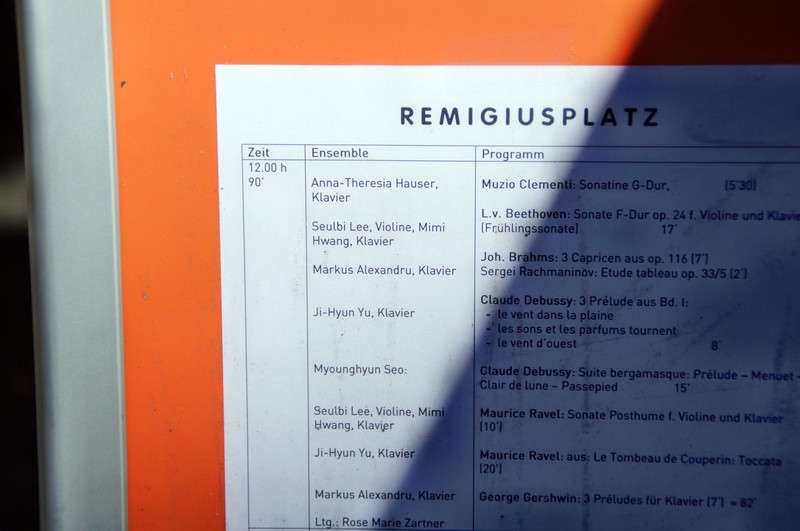 REMIGIUSPLATZ
Zeit Ensemble Programm
12.00 h
90'
Anna-Theresia Hauser, Muzio Clementi: Sonatine G-Dur, (5'30)
Klavier
L.v. Beethoven: Sonate F-Dur op. 24 f. Violine und Klavier
Seulbi Lee, Violine, Mimi (Frühlingssonate) 17'
Hwang, Klavier
Joh. Brahms: 3 Capricen aus op. 116 (7')
Markus Alexandru, Klavier Sergei Rachmaninov: Etude tableau op. 33/5 (2')
Claude Debussy: 3 Prélude aus Bd. I:
Ji-Hyun Yu, Klavier - le vent dans la plaine
- les sons et les parfums tournent
- le vent d'ouest 8'
Myounghyun Seo: Claude Debussy: Suite bergamasque: Prélude – Menuet –
Clair de lune – Passepied 15'
Seulbi Lee, Violine, Mimi Maurice Ravel: Sonate Posthume f. Violine und Klavier
Hwang, Klavier (10')
Ji-Hyun Yu, Klavier Maurice Ravel: aus: Le Tombeau de Couperin: Toccata
(20')
Markus Alexandru, Klavier George Gershwin: 3 Préludes für Klavier (7') = 82'
Ltg.: Rose Marie Zartner